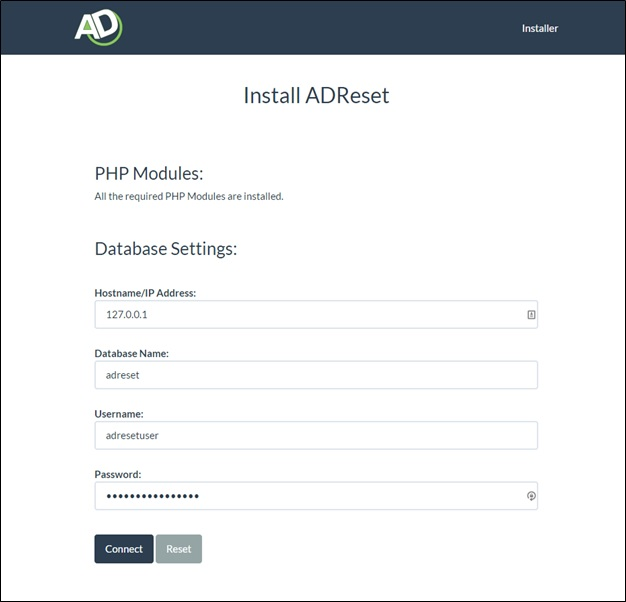 AD
Installer
Install ADReset
PHP Modules:
All the required PHP Modules are installed.
Database Settings:
Hostname/IP Address:
127.0.0.1
Database Name:
adreset
Username:
adresetuser
Password:
••••••••••••••••
Connect Reset